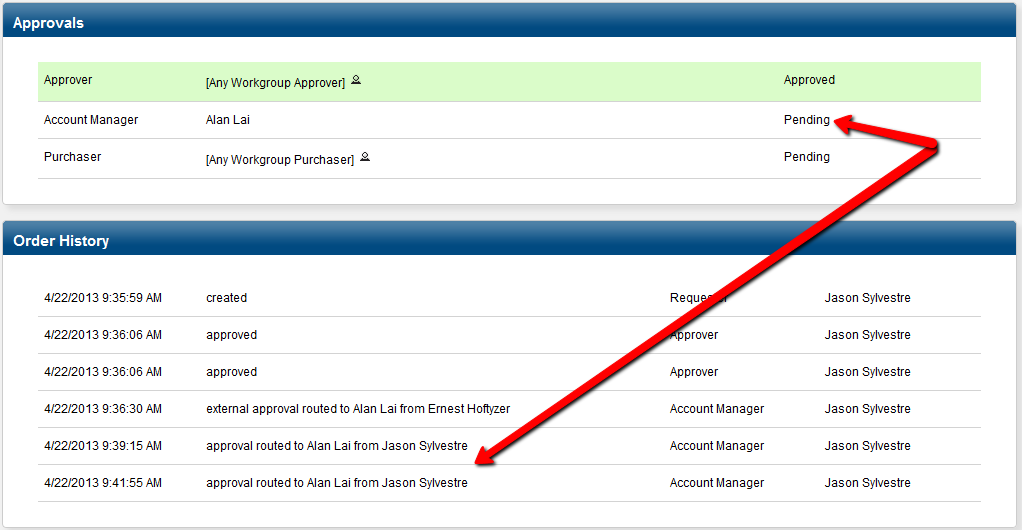 Approvals
Approver [Any Workgroup Approver] Approved
Account Manager Alan Lai Pending
Purchaser [Any Workgroup Purchaser] Pending
Order History
4/22/2013 9:35:59 AM created Jason Sylvestre
4/22/2013 9:36:06 AM approved Approver Jason Sylvestre
4/22/2013 9:36:06 AM approved Approver Jason Sylvestre
4/22/2013 9:36:30 AM external approval routed to Alan Lai from Ernest Hoftyzer Account Manager Jason Sylvestre
4/22/2013 9:39:15 AM approval routed to Alan Lai from Jason Sylvestre Account Manager Jason Sylvestre
4/22/2013 9:41:55 AM approval routed to Alan Lai from Jason Sylvestre Account Manager Jason Sylvestre